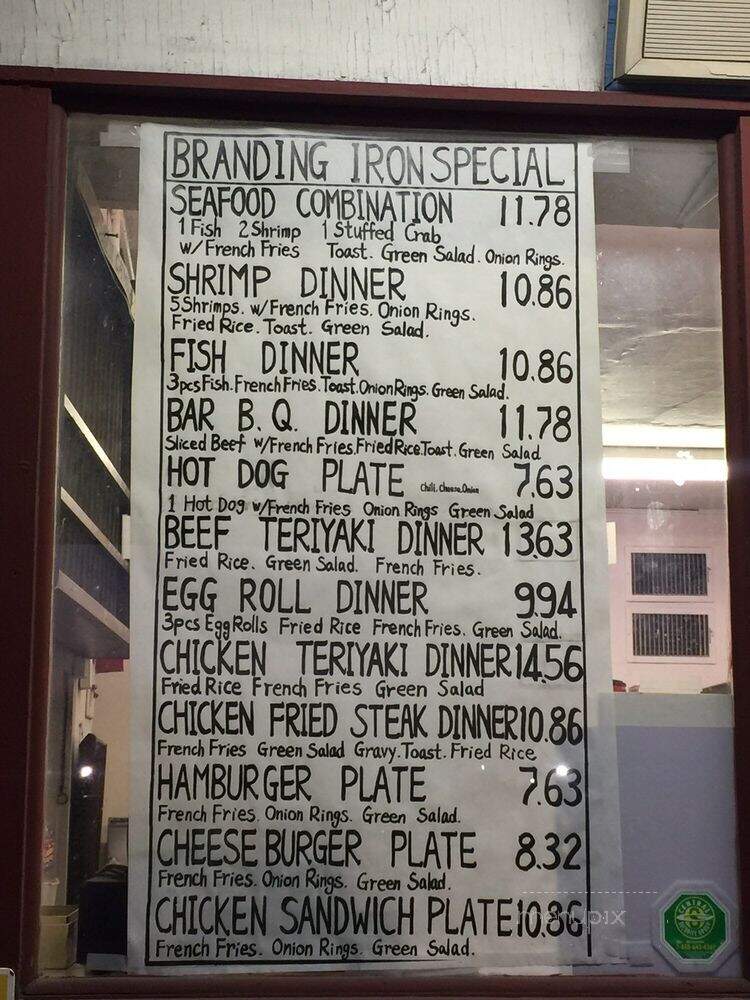 BRANDING IRON SPECIAL
SEAFOOD COMBINATION 11.78
1 Fish 2 Shrimp 1 Stuffed Crab
w/ French Fries Toast. Green Salad. Onion Rings.
SHRIMP DINNER 10.86
5 Shrimps. w/French Fries. Onion Rings.
Fried Rice. Toast. Green Salad.
FISH DINNER 10.86
3pcs Fish. French Fries. Toast. Onion Rings. Green Salad.
BAR B. Q. DINNER 11.78
Sliced Beef w/French Fries Fried Rice. Toast. Green Salad
HOT DOG PLATE Chili. Cheese. Onion 7.63
1 Hot Dog w/French Fries Onion Rings Green Salad
BEEF TERIYAKI DINNER 13.63
Fried Rice. Green Salad. French Fries.
EGG ROLL DINNER 9.94
3pcs Egg Rolls Fried Rice French Fries. Green Salad.
CHICKEN TERIYAKI DINNER 14.56
Fried Rice French Fries Green Salad
CHICKEN FRIED STEAK DINNER 10.86
French Fries Green Salad Gravy. Toast. Fried Rice
HAMBURGER PLATE 7.63
French Fries. Onion Rings. Green Salad.
CHEESE BURGER PLATE 8.32
French Fries. Onion Rings. Green Salad.
CHICKEN SANDWICH PLATE 10.86
French Fries. Onion Rings. Green Salad.
menupix
CENTRAL